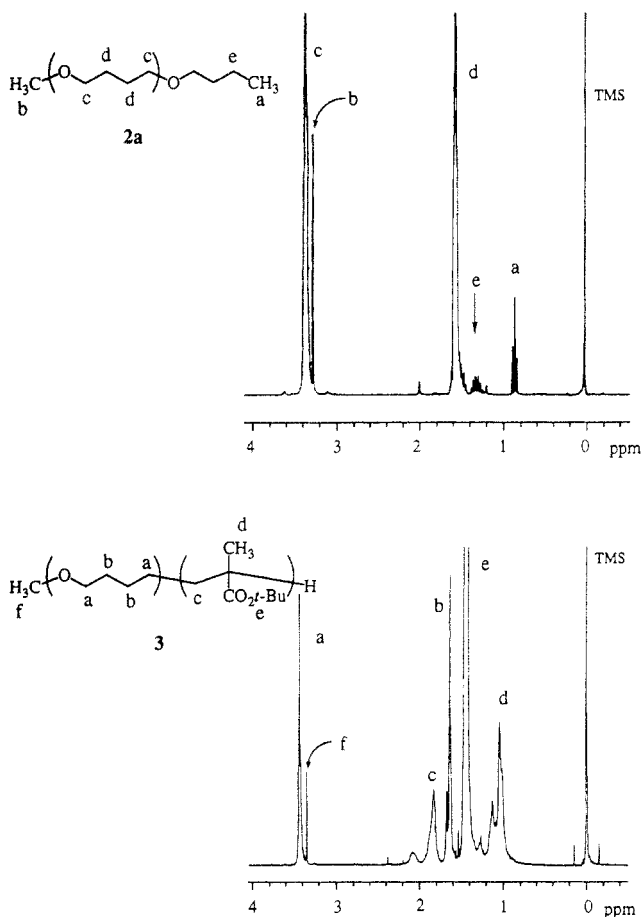 d c e
H₃C O O CH₃
b c d a
2a
c
b
d
e
a
TMS
4 3 2 1 0 ppm
d
CH₃
b a
H₃C O H
f a b c CO₂t-Bu
e
3
a
f
c
b
e
d
TMS
4 3 2 1 0 ppm